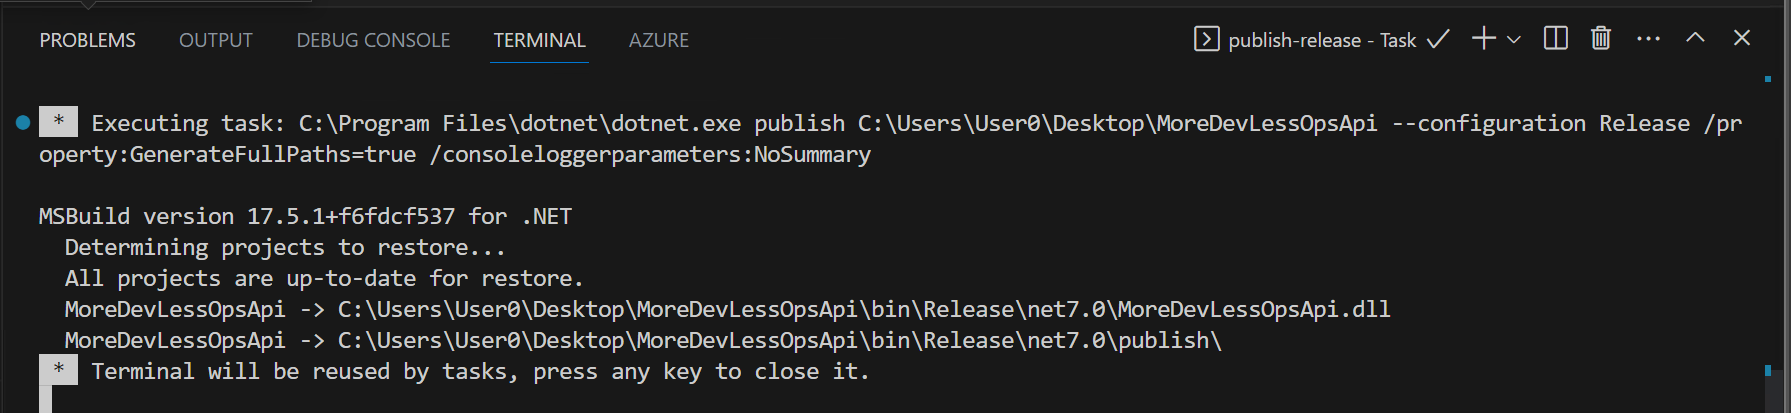 PROBLEMS OUTPUT DEBUG CONSOLE TERMINAL AZURE publish-release - Task
* Executing task: C:\Program Files\dotnet\dotnet.exe publish C:\Users\User0\Desktop\MoreDevLessOpsApi --configuration Release /pr
operty:GenerateFullPaths=true /consoleloggerparameters:NoSummary
MSBuild version 17.5.1+f6fdcf537 for .NET
Determining projects to restore...
All projects are up-to-date for restore.
MoreDevLessOpsApi -> C:\Users\User0\Desktop\MoreDevLessOpsApi\bin\Release\net7.0\MoreDevLessOpsApi.dll
MoreDevLessOpsApi -> C:\Users\User0\Desktop\MoreDevLessOpsApi\bin\Release\net7.0\publish\
* Terminal will be reused by tasks, press any key to close it.